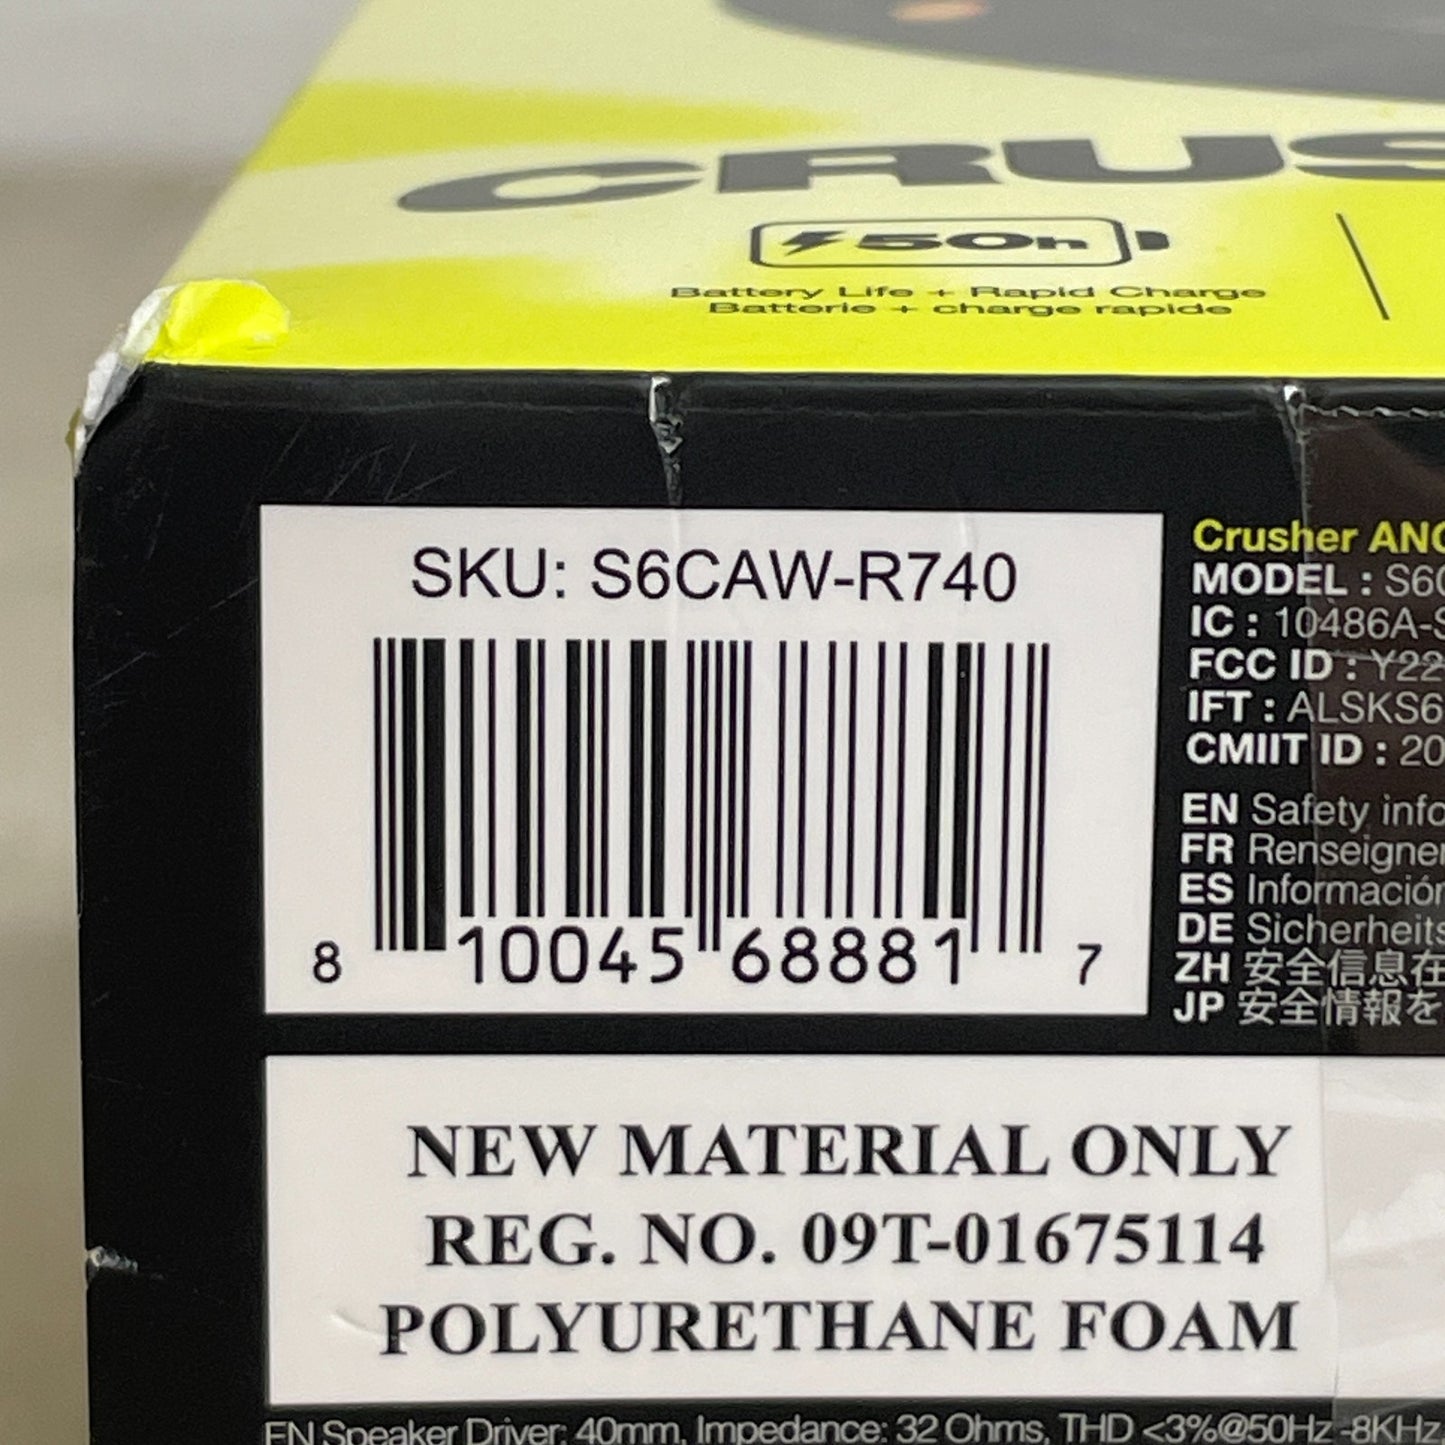 CRUS
50h
Battery Life + Rapid Charge
Batterie + charge rapide
SKU: S6CAW-R740
8 10045 68881 7
Crusher ANC
MODEL : S6C
IC : 10486A-S
FCC ID : Y22
IFT : ALSKS6
CMIIT ID : 20
EN Safety info
FR Renseigner
ES Información
DE Sicherheits
ZH 安全信息在
JP 安全情報を
NEW MATERIAL ONLY
REG. NO. 09T-01675114
POLYURETHANE FOAM
EN Speaker Driver: 40mm, Impedance: 32 Ohms, THD <3%@50Hz -8KHz